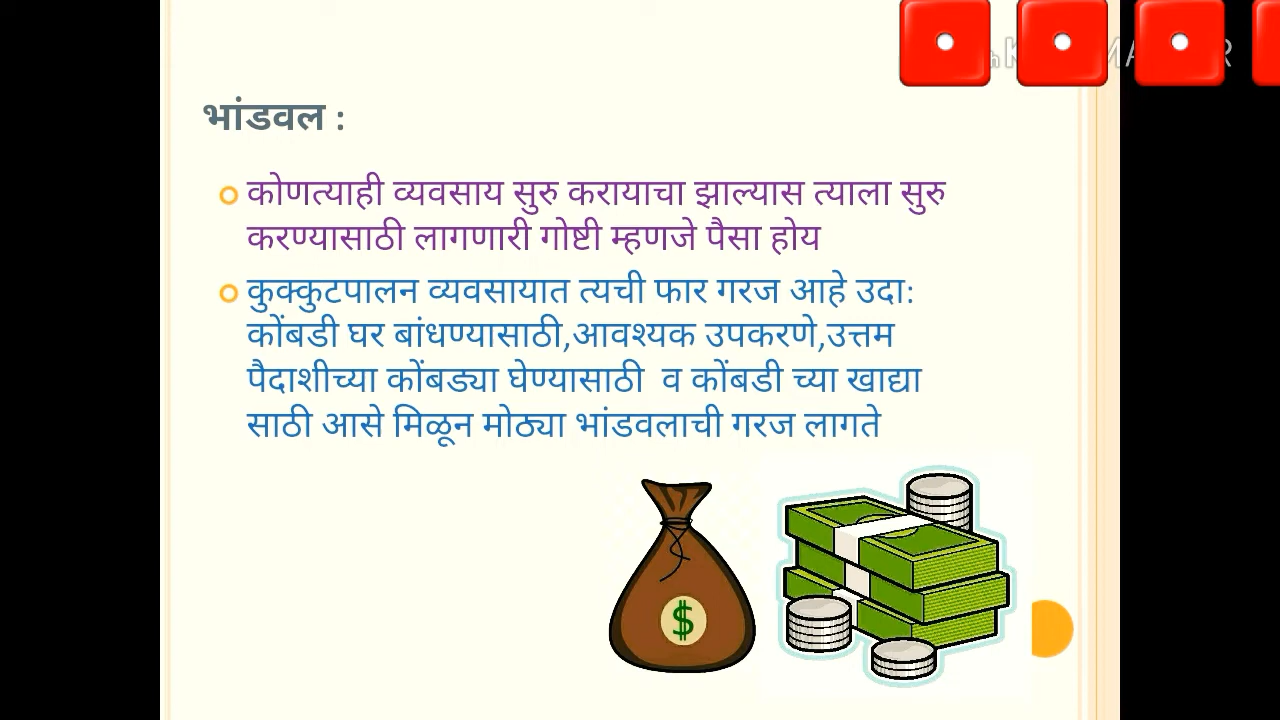 भांडवल :
कोणत्याही व्यवसाय सुरु करायाचा झाल्यास त्याला सुरु
करण्यासाठी लागणारी गोष्टी म्हणजे पैसा होय
कुक्कुटपालन व्यवसायात त्यची फार गरज आहे उदा:
कोंबडी घर बांधण्यासाठी,आवश्यक उपकरणे,उत्तम
पैदाशीच्या कोंबड्या घेण्यासाठी व कोंबडी च्या खाद्या
साठी आसे मिळून मोठ्या भांडवलाची गरज लागते
$